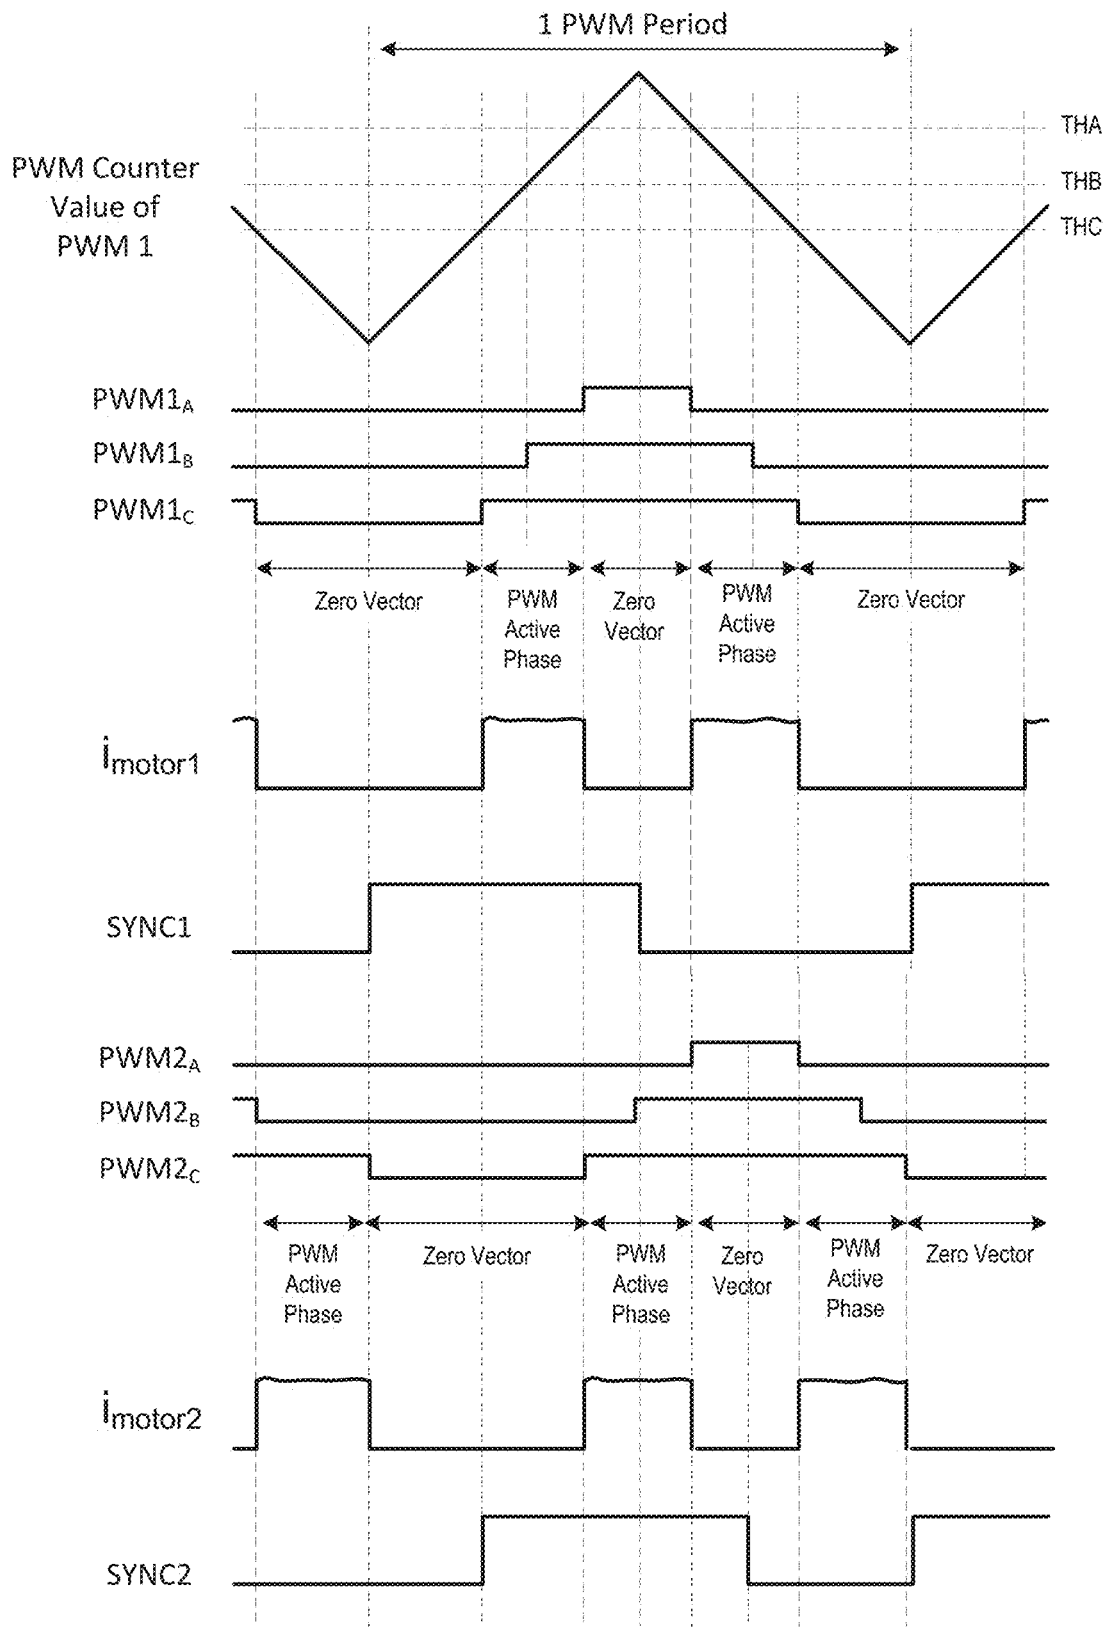 1 PWM Period
THA
THB
THC
PWM Counter
Value of
PWM 1
PWM1A
PWM1B
PWM1C
Zero Vector
PWM
Active
Phase
Zero
Vector
PWM
Active
Phase
Zero Vector
imotor1
SYNC1
PWM2A
PWM2B
PWM2C
PWM
Active
Phase
Zero Vector
PWM
Active
Phase
Zero
Vector
PWM
Active
Phase
Zero Vector
imotor2
SYNC2